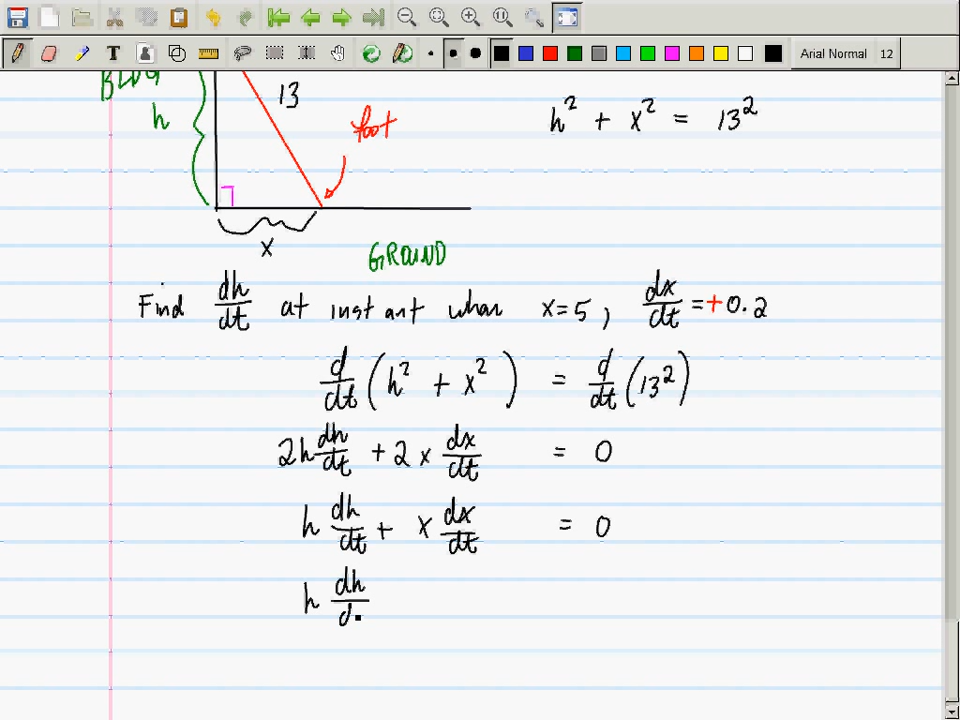 Arial Normal 12
BLDG
h
13
foot
h² + x² = 13²
x
GROUND
Find dh/dt at instant when x=5, dx/dt = +0.2
d/dt (h² + x²) = d/dt (13²)
2h dh/dt + 2x dx/dt = 0
h dh/dt + x dx/dt = 0
h dh/d